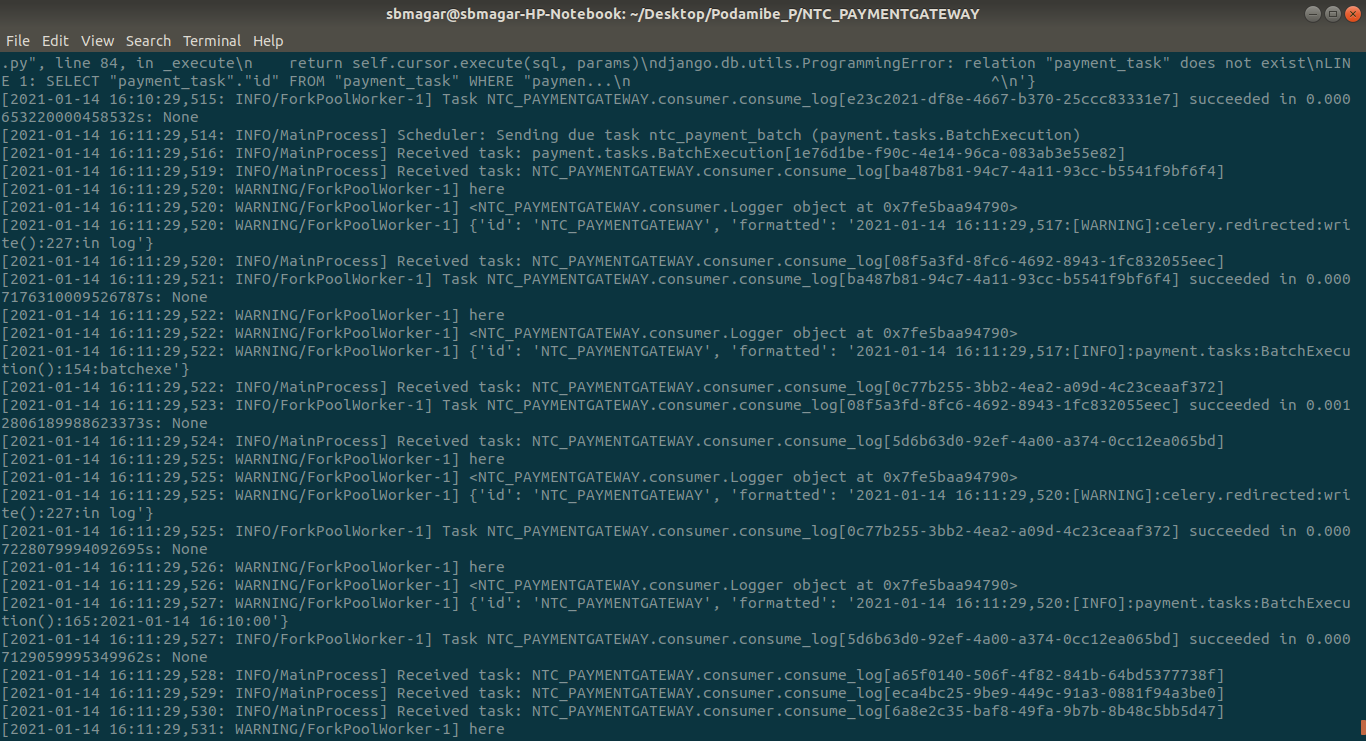 sbmagar@sbmagar-HP-Notebook: ~/Desktop/Podamibe_P/NTC_PAYMENTGATEWAY
File Edit View Search Terminal Help
.py", line 84, in _execute\n    return self.cursor.execute(sql, params)\ndjango.db.utils.ProgrammingError: relation "payment_task" does not exist\nLIN
E 1: SELECT "payment_task"."id" FROM "payment_task" WHERE "paymen...\n                                        ^\n'}
[2021-01-14 16:10:29,515: INFO/ForkPoolWorker-1] Task NTC_PAYMENTGATEWAY.consumer.consume_log[e23c2021-df8e-4667-b370-25ccc83331e7] succeeded in 0.000
6532200000458532s: None
[2021-01-14 16:11:29,514: INFO/MainProcess] Scheduler: Sending due task ntc_payment_batch (payment.tasks.BatchExecution)
[2021-01-14 16:11:29,516: INFO/MainProcess] Received task: payment.tasks.BatchExecution[1e76d1be-f90c-4e14-96ca-083ab3e55e82]
[2021-01-14 16:11:29,519: INFO/MainProcess] Received task: NTC_PAYMENTGATEWAY.consumer.consume_log[ba487b81-94c7-4a11-93cc-b5541f9bf6f4]
[2021-01-14 16:11:29,520: WARNING/ForkPoolWorker-1] here
[2021-01-14 16:11:29,520: WARNING/ForkPoolWorker-1] <NTC_PAYMENTGATEWAY.consumer.Logger object at 0x7fe5baa94790>
[2021-01-14 16:11:29,520: WARNING/ForkPoolWorker-1] {'id': 'NTC_PAYMENTGATEWAY', 'formatted': '2021-01-14 16:11:29,517:[WARNING]:celery.redirected:wri
te():227:in log'}
[2021-01-14 16:11:29,520: INFO/MainProcess] Received task: NTC_PAYMENTGATEWAY.consumer.consume_log[08f5a3fd-8fc6-4692-8943-1fc832055eec]
[2021-01-14 16:11:29,521: INFO/ForkPoolWorker-1] Task NTC_PAYMENTGATEWAY.consumer.consume_log[ba487b81-94c7-4a11-93cc-b5541f9bf6f4] succeeded in 0.000
7176310009526787s: None
[2021-01-14 16:11:29,522: WARNING/ForkPoolWorker-1] here
[2021-01-14 16:11:29,522: WARNING/ForkPoolWorker-1] <NTC_PAYMENTGATEWAY.consumer.Logger object at 0x7fe5baa94790>
[2021-01-14 16:11:29,522: WARNING/ForkPoolWorker-1] {'id': 'NTC_PAYMENTGATEWAY', 'formatted': '2021-01-14 16:11:29,517:[INFO]:payment.tasks:BatchExecu
tion():154:batchexe'}
[2021-01-14 16:11:29,522: INFO/MainProcess] Received task: NTC_PAYMENTGATEWAY.consumer.consume_log[0c77b255-3bb2-4ea2-a09d-4c23ceaaf372]
[2021-01-14 16:11:29,523: INFO/ForkPoolWorker-1] Task NTC_PAYMENTGATEWAY.consumer.consume_log[08f5a3fd-8fc6-4692-8943-1fc832055eec] succeeded in 0.001
2806189988623373s: None
[2021-01-14 16:11:29,524: INFO/MainProcess] Received task: NTC_PAYMENTGATEWAY.consumer.consume_log[5d6b63d0-92ef-4a00-a374-0cc12ea065bd]
[2021-01-14 16:11:29,525: WARNING/ForkPoolWorker-1] here
[2021-01-14 16:11:29,525: WARNING/ForkPoolWorker-1] <NTC_PAYMENTGATEWAY.consumer.Logger object at 0x7fe5baa94790>
[2021-01-14 16:11:29,525: WARNING/ForkPoolWorker-1] {'id': 'NTC_PAYMENTGATEWAY', 'formatted': '2021-01-14 16:11:29,520:[WARNING]:celery.redirected:wri
te():227:in log'}
[2021-01-14 16:11:29,525: INFO/ForkPoolWorker-1] Task NTC_PAYMENTGATEWAY.consumer.consume_log[0c77b255-3bb2-4ea2-a09d-4c23ceaaf372] succeeded in 0.000
7228079994092695s: None
[2021-01-14 16:11:29,526: WARNING/ForkPoolWorker-1] here
[2021-01-14 16:11:29,526: WARNING/ForkPoolWorker-1] <NTC_PAYMENTGATEWAY.consumer.Logger object at 0x7fe5baa94790>
[2021-01-14 16:11:29,527: WARNING/ForkPoolWorker-1] {'id': 'NTC_PAYMENTGATEWAY', 'formatted': '2021-01-14 16:11:29,520:[INFO]:payment.tasks:BatchExecu
tion():165:2021-01-14 16:10:00'}
[2021-01-14 16:11:29,527: INFO/ForkPoolWorker-1] Task NTC_PAYMENTGATEWAY.consumer.consume_log[5d6b63d0-92ef-4a00-a374-0cc12ea065bd] succeeded in 0.000
7129059995349962s: None
[2021-01-14 16:11:29,528: INFO/MainProcess] Received task: NTC_PAYMENTGATEWAY.consumer.consume_log[a65f0140-506f-4f82-841b-64bd5377738f]
[2021-01-14 16:11:29,529: INFO/MainProcess] Received task: NTC_PAYMENTGATEWAY.consumer.consume_log[eca4bc25-9be9-449c-91a3-0881f94a3be0]
[2021-01-14 16:11:29,530: INFO/MainProcess] Received task: NTC_PAYMENTGATEWAY.consumer.consume_log[6a8e2c35-baf8-49fa-9b7b-8b48c5bb5d47]
[2021-01-14 16:11:29,531: WARNING/ForkPoolWorker-1] here